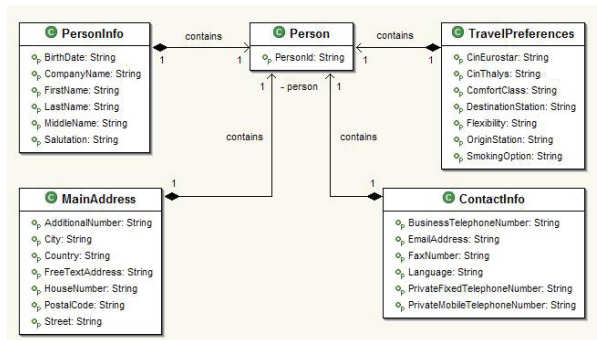 C PersonInfo
BirthDate: String
CompanyName: String
FirstName: String
LastName: String
MiddleName: String
Salutation: String
contains
1
1
C Person
PersonId: String
contains
1
1
C TravelPreferences
CinEurostar: String
CinThalys: String
ComfortClass: String
DestinationStation: String
Flexibility: String
OriginStation: String
SmokingOption: String
1
- person
1
contains
contains
1
1
C MainAddress
AdditionalNumber: String
City: String
Country: String
FreeTextAddress: String
HouseNumber: String
PostalCode: String
Street: String
C ContactInfo
BusinessTelephoneNumber: String
EmailAddress: String
FaxNumber: String
Language: String
PrivateFixedTelephoneNumber: String
PrivateMobileTelephoneNumber: String